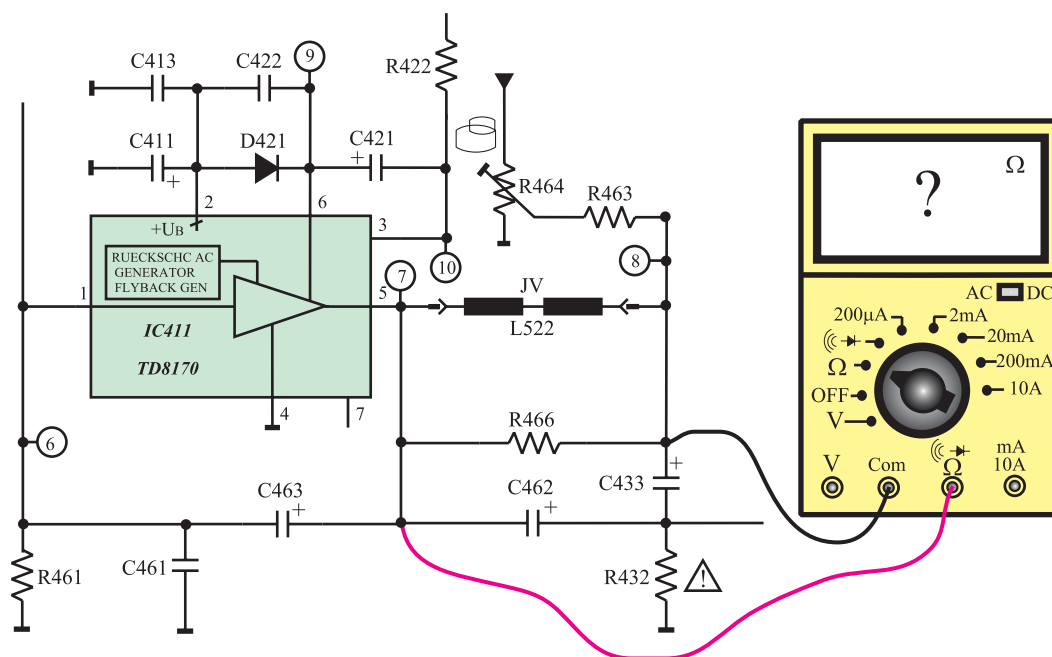 C413
C422
9
R422
C411
D421
C421
+
+
2
6
R464
R463
+UB
3
RUECKSCHC AC
GENERATOR
FLYBACK GEN
10
7
8
1
5
JV
L522
IC411
TD8170
4
7
6
R466
+
C433
C463
+
C462
+
R461
C461
R432
!
?
Ω
AC
DC
200µA
2mA
20mA
200mA
10A
Ω
OFF
V
V
Com
Ω
mA
10A